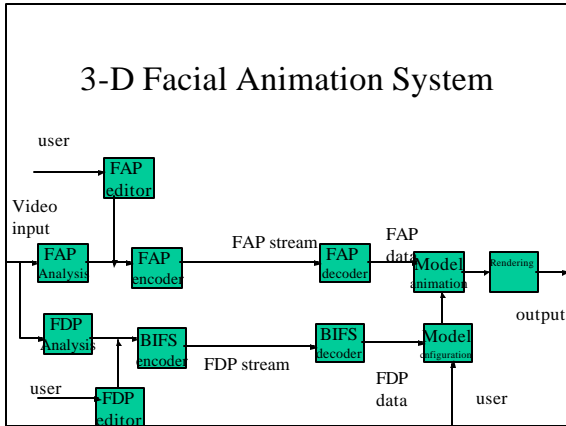 3-D Facial Animation System
user
FAP
editor
Video
input
FAP
Analysis
FAP
encoder
FAP stream
FAP
decoder
FAP
data
Model
animation
Rendering
output
FDP
Analysis
BIFS
encoder
FDP stream
BIFS
decoder
FDP
data
Model
cnfiguration
user
FDP
editor
user